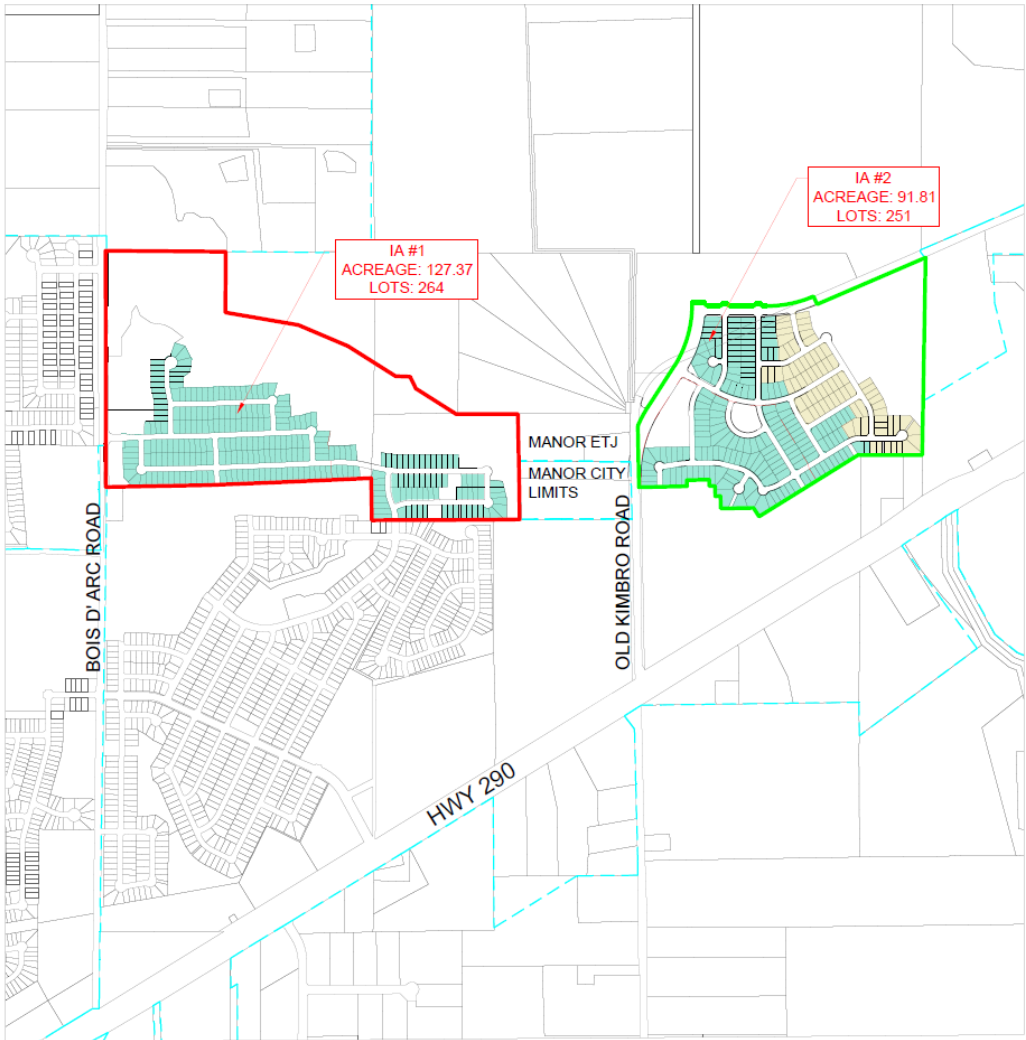 IA #2
ACREAGE: 91.81
LOTS: 251
IA #1
ACREAGE: 127.37
LOTS: 264
MANOR ETJ
MANOR CITY
LIMITS
BOIS D' ARC ROAD
OLD KIMBRO ROAD
HWY 290